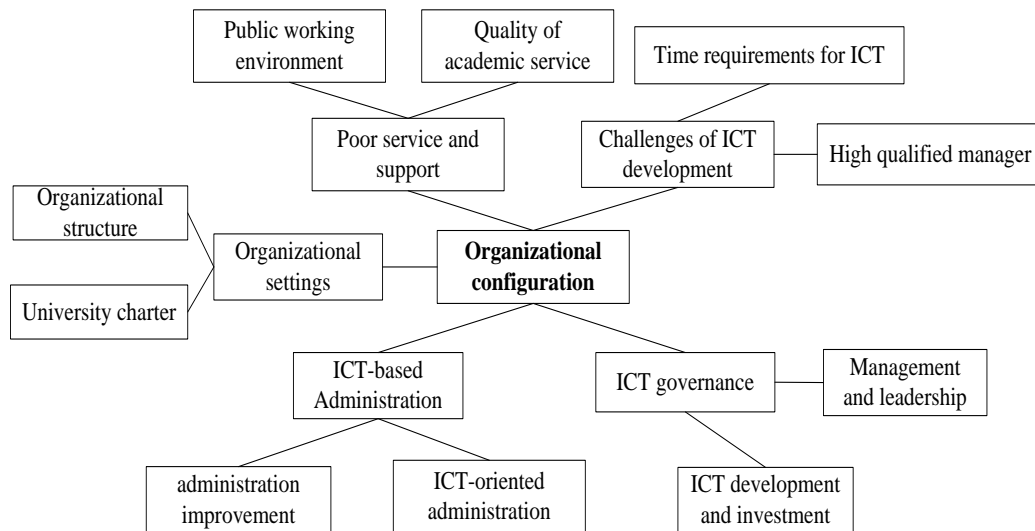 Public working
environment
Quality of
academic service
Time requirements for ICT
Poor service and
support
Challenges of ICT
development
High qualified manager
Organizational
structure
Organizational
settings
Organizational
configuration
University charter
ICT-based
Administration
ICT governance
Management
and leadership
administration
improvement
ICT-oriented
administration
ICT development
and investment